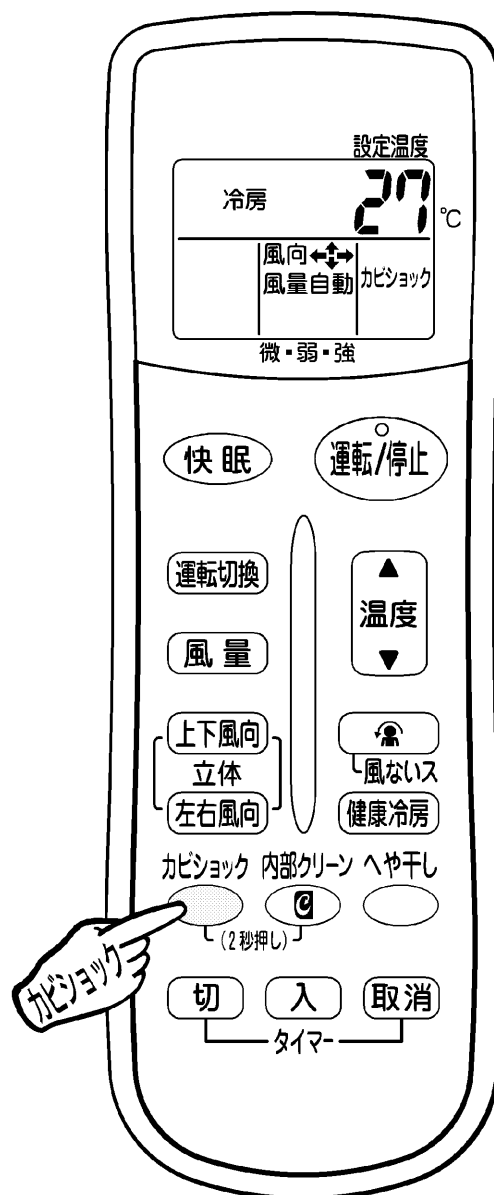 設定温度
冷房 27 ℃
風向
風量自動 カビショック
微・弱・強
快眠 運転/停止
運転切換 ▲
温度
風量 ▼
上下風向
立体 風ないス
左右風向 健康冷房
カビショック 内部クリーン へや干し
C
(2秒押し)
カビショック
切 入 取消
タイマー